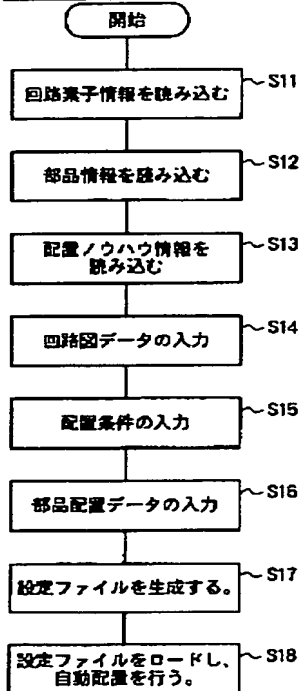 開始
回路素子情報を読み込む
S11
部品情報を読み込む
S12
配置ノウハウ情報を
読み込む
S13
回路図データの入力
S14
配置条件の入力
S15
部品配置データの入力
S16
設定ファイルを生成する。
S17
設定ファイルをロードし、
自動配置を行う。
S18